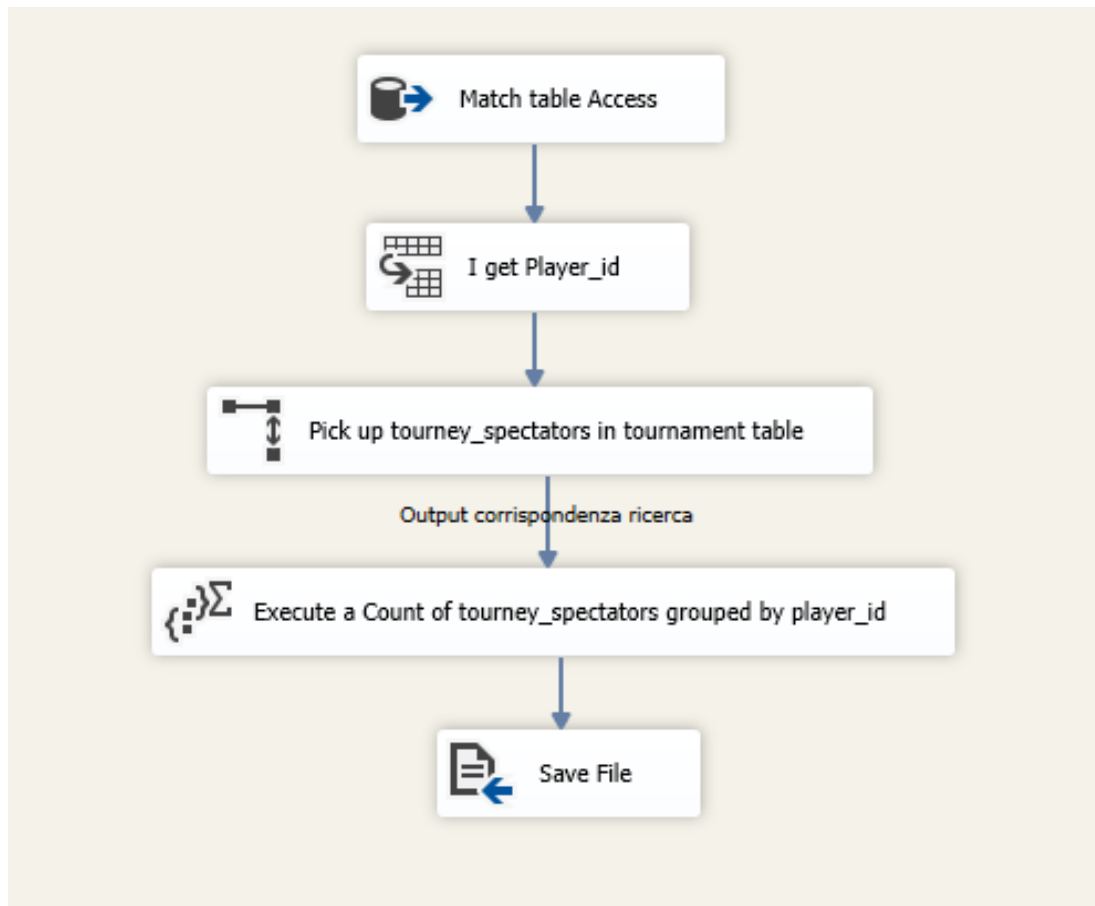 Match table Access
I get Player_id
Pick up tourney_spectators in tournament table
Output corrispondenza ricerca
Execute a Count of tourney_spectators grouped by player_id
Save File